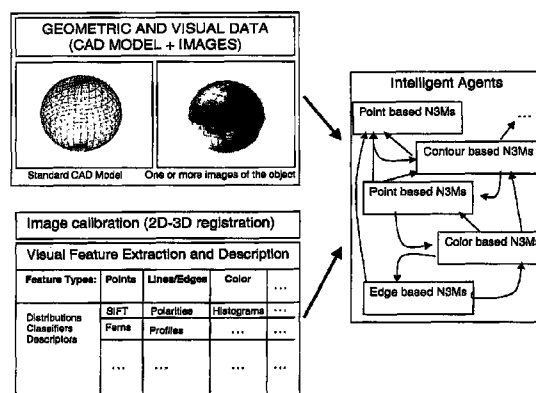 GEOMETRIC AND VISUAL DATA
(CAD MODEL + IMAGES)
Standard CAD Model
One or more images of the object
Image calibration (2D-3D registration)
Visual Feature Extraction and Description
Feature Types: Points Lines/Edges Color ...
Distributions
Classifiers
Descriptors
SIFT Polarities Histograms ...
Ferns Profiles ... ...
... ... ... ...
Intelligent Agents
Point based N3Ms
...
Contour based N3Ms
Point based N3Ms
Color based N3Ms
Edge based N3Ms